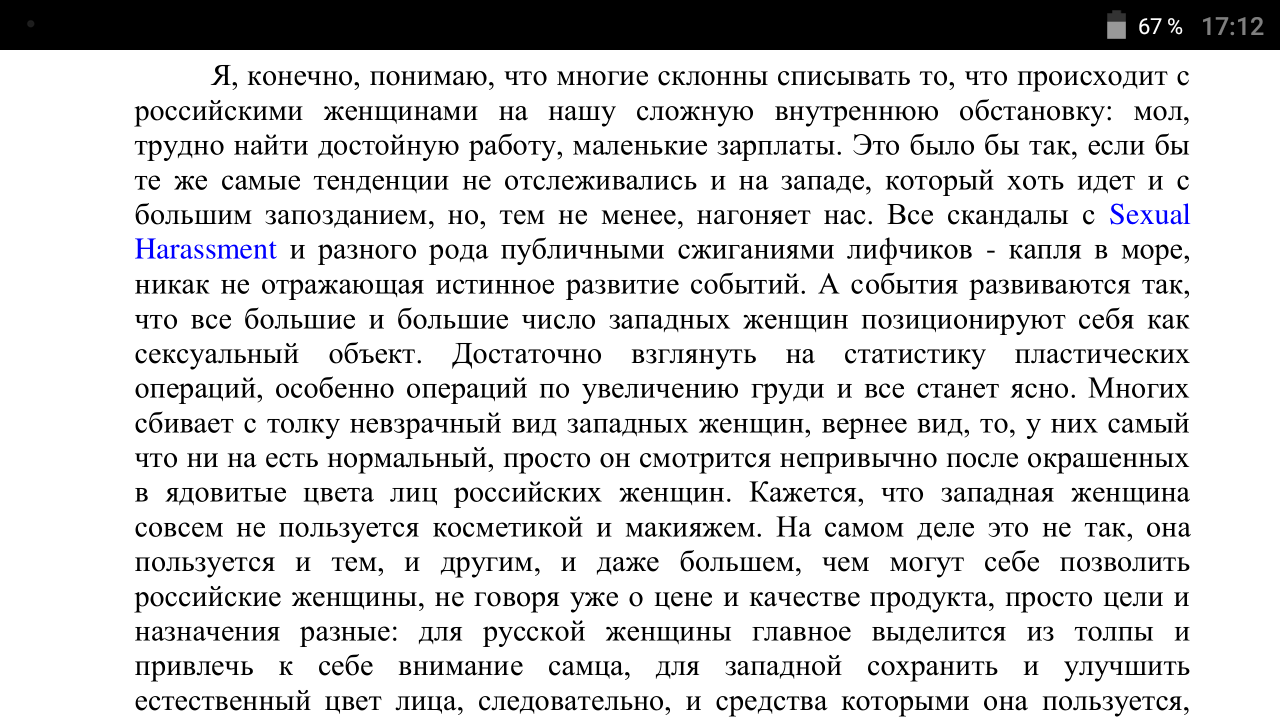 67 % 17:12
Я, конечно, понимаю, что многие склонны списывать то, что происходит с
российскими женщинами на нашу сложную внутреннюю обстановку: мол,
трудно найти достойную работу, маленькие зарплаты. Это было бы так, если бы
те же самые тенденции не отслеживались и на западе, который хоть идет и с
большим запозданием, но, тем не менее, нагоняет нас. Все скандалы с Sexual
Harassment и разного рода публичными сжиганиями лифчиков - капля в море,
никак не отражающая истинное развитие событий. А события развиваются так,
что все большие и большие число западных женщин позиционируют себя как
сексуальный объект. Достаточно взглянуть на статистику пластических
операций, особенно операций по увеличению груди и все станет ясно. Многих
сбивает с толку невзрачный вид западных женщин, вернее вид, то, у них самый
что ни на есть нормальный, просто он смотрится непривычно после окрашенных
в ядовитые цвета лиц российских женщин. Кажется, что западная женщина
совсем не пользуется косметикой и макияжем. На самом деле это не так, она
пользуется и тем, и другим, и даже большем, чем могут себе позволить
российские женщины, не говоря уже о цене и качестве продукта, просто цели и
назначения разные: для русской женщины главное выделится из толпы и
привлечь к себе внимание самца, для западной сохранить и улучшить
естественный цвет лица, следовательно, и средства которыми она пользуется,